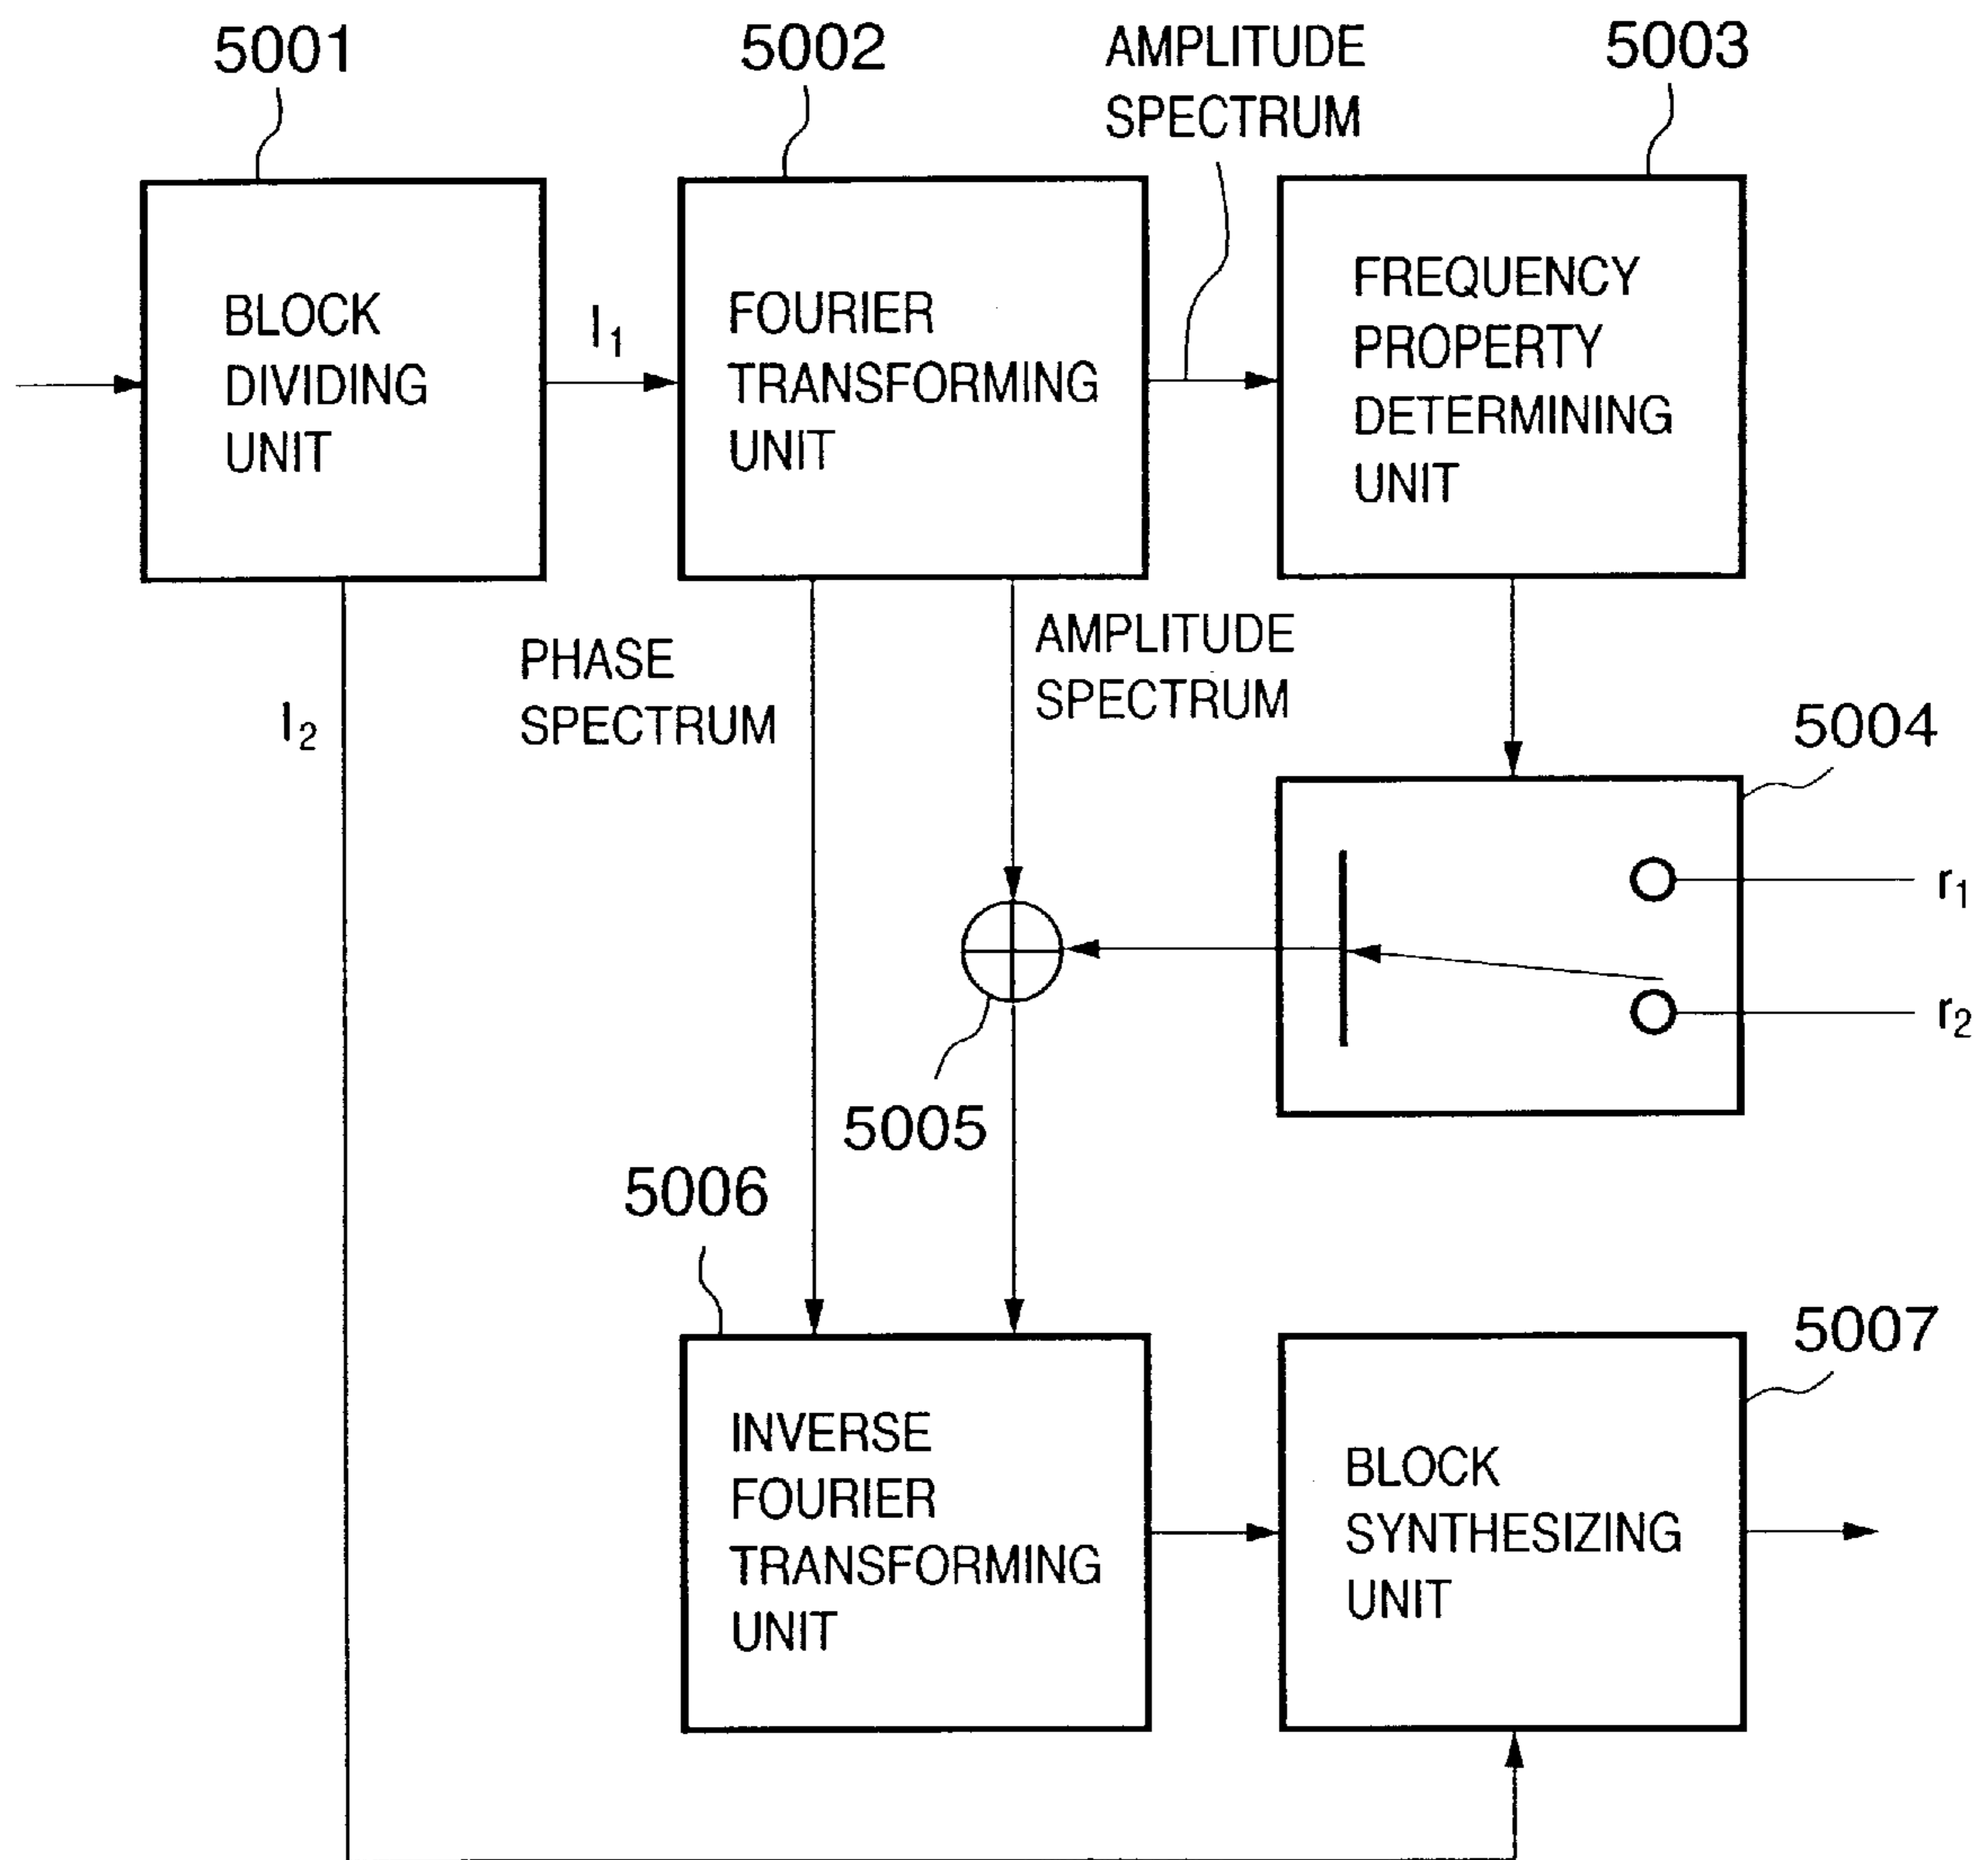 5001
5002
AMPLITUDE
SPECTRUM
5003
BLOCK
DIVIDING
UNIT
I1
FOURIER
TRANSFORMING
UNIT
FREQUENCY
PROPERTY
DETERMINING
UNIT
I2
PHASE
SPECTRUM
AMPLITUDE
SPECTRUM
5004
r1
r2
5005
5006
5007
INVERSE
FOURIER
TRANSFORMING
UNIT
BLOCK
SYNTHESIZING
UNIT